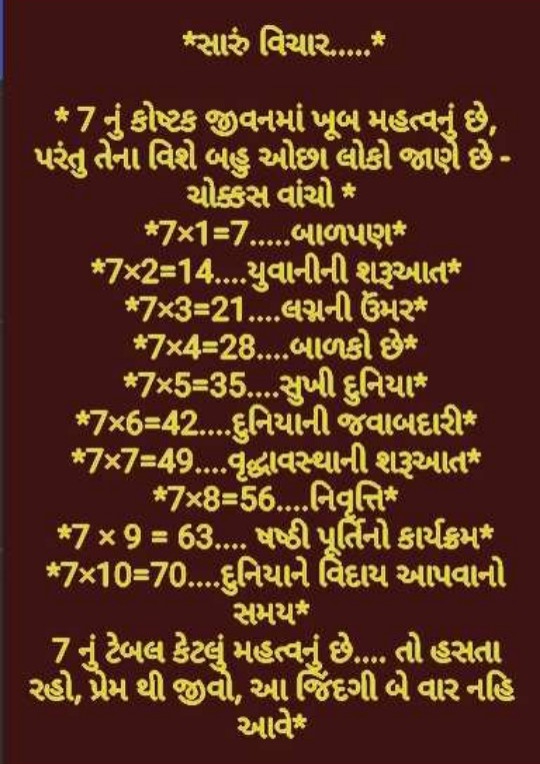 *સારું વિચાર.....*
* 7 નું કોષ્ટક જીવનમાં ખૂબ મહત્વનું છે,
પરંતુ તેના વિશે બહુ ઓછા લોકો જાણે છે -
ચોક્કસ વાંચો *
*7×1=7.....બાળપણ*
*7×2=14....યુવાનીની શરૂઆત*
*7×3=21....લગ્નની ઉંમર*
*7×4=28....બાળકો છે*
*7×5=35....સુખી દુનિયા*
*7×6=42....દુનિયાની જવાબદારી*
*7×7=49....વૃદ્ધાવસ્થાની શરૂઆત*
*7×8=56....નિવૃત્તિ*
*7 × 9 = 63.... ષષ્ઠી પૂર્તિનો કાર્યક્રમ*
*7×10=70....દુનિયાને વિદાય આપવાનો
સમય*
7 નું ટેબલ કેટલું મહત્વનું છે.... તો હસતા
રહો, પ્રેમ થી જીવો, આ જિંદગી બે વાર નહિ
આવે*